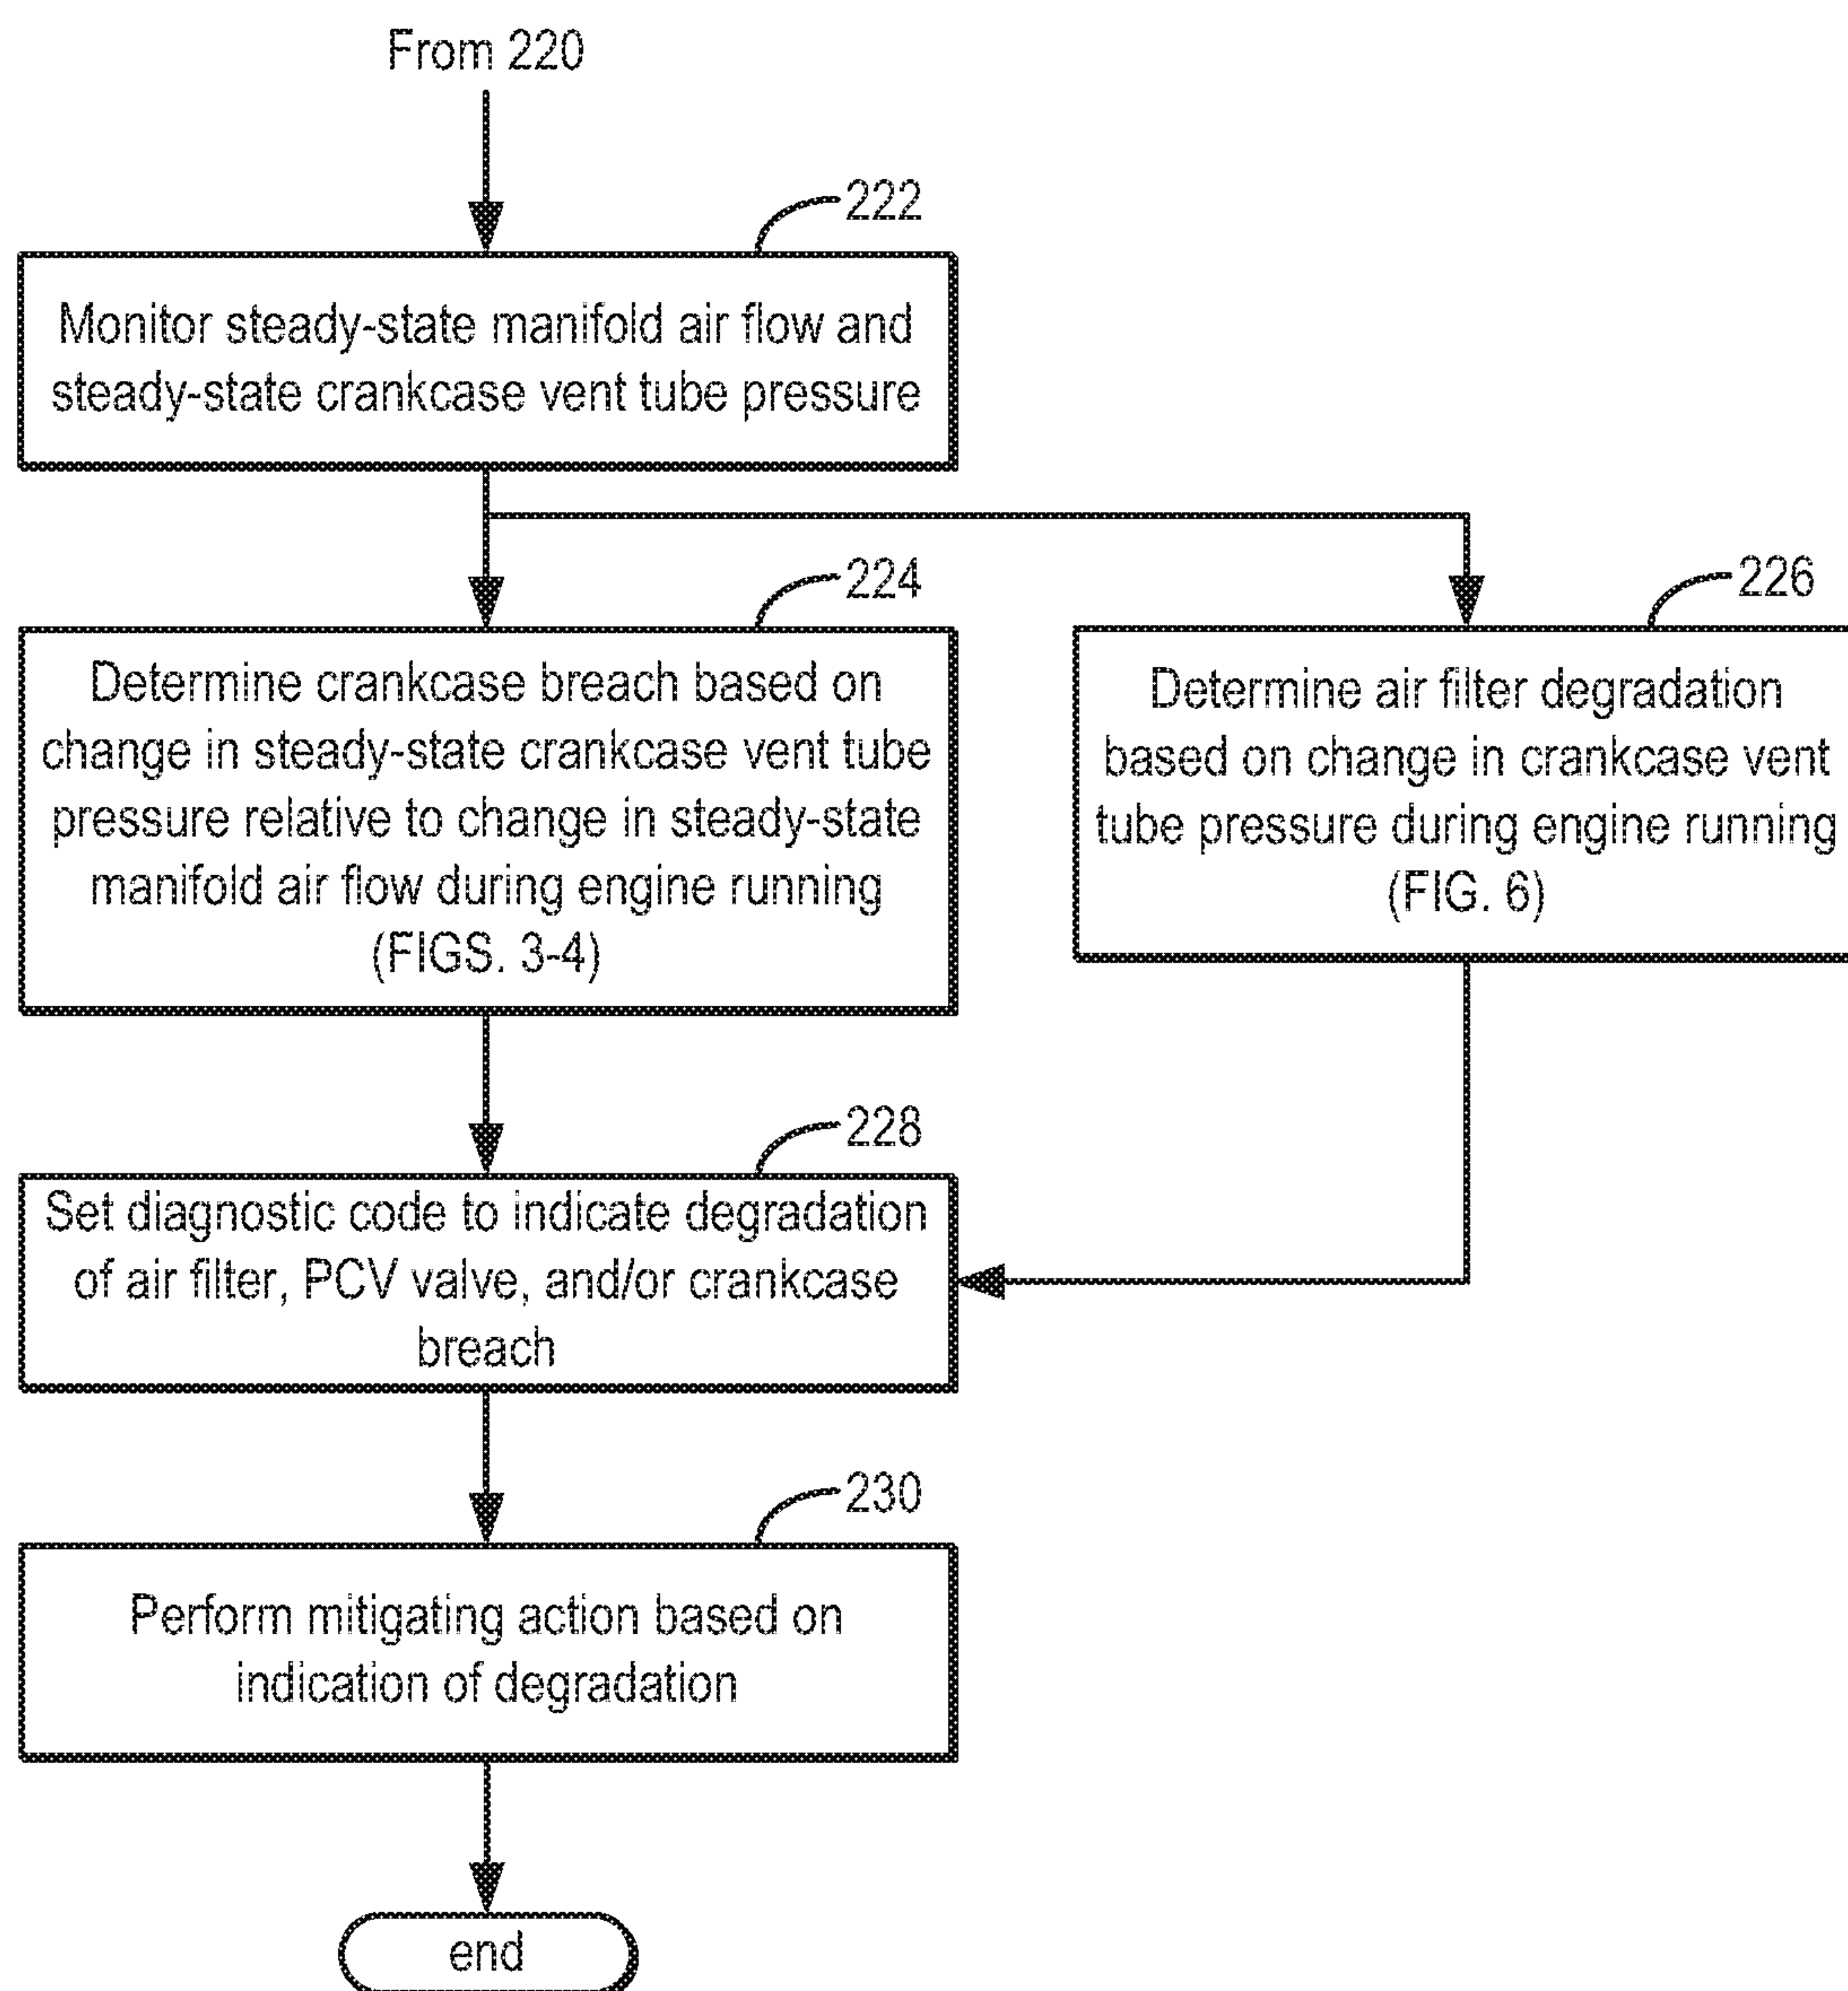 From 220
222
Monitor steady-state manifold air flow and
steady-state crankcase vent tube pressure
224
Determine crankcase breach based on
change in steady-state crankcase vent tube
pressure relative to change in steady-state
manifold air flow during engine running
(FIGS. 3-4)
226
Determine air filter degradation
based on change in crankcase vent
tube pressure during engine running
(FIG. 6)
228
Set diagnostic code to indicate degradation
of air filter, PCV valve, and/or crankcase
breach
230
Perform mitigating action based on
indication of degradation
end